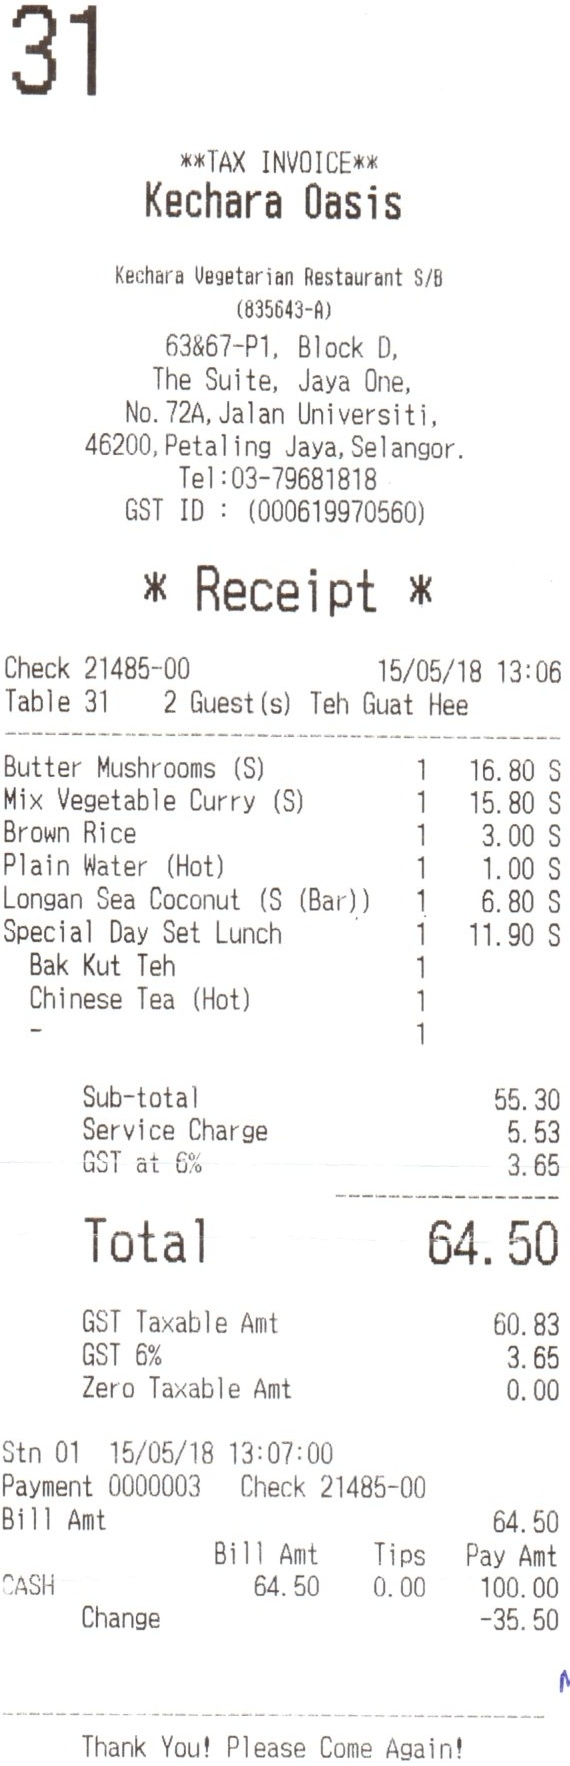 31
**TAX INVOICE**
Kechara Oasis
Kechara Vegetarian Restaurant S/B
(835643-A)
63&67-P1, Block D,
The Suite, Jaya One,
No. 72A, Jalan Universiti,
46200, Petaling Jaya, Selangor.
Tel:03-79681818
GST ID : (000619970560)
* Receipt *
Check 21485-00 15/05/18 13:06
Table 31 2 Guest(s) Teh Guat Hee
Butter Mushrooms (S) 1 16.80 S
Mix Vegetable Curry (S) 1 15.80 S
Brown Rice 1 3.00 S
Plain Water (Hot) 1 1.00 S
Longan Sea Coconut (S (Bar)) 1 6.80 S
Special Day Set Lunch 1 11.90 S
Bak Kut Teh 1
Chinese Tea (Hot) 1
- 1
Sub-total 55.30
Service Charge 5.53
GST at 6% 3.65
Total 64.50
GST Taxable Amt 60.83
GST 6% 3.65
Zero Taxable Amt 0.00
Stn 01 15/05/18 13:07:00
Payment 0000003 Check 21485-00
Bill Amt 64.50
Bill Amt Tips Pay Amt
CASH 64.50 0.00 100.00
Change -35.50
Thank You! Please Come Again!